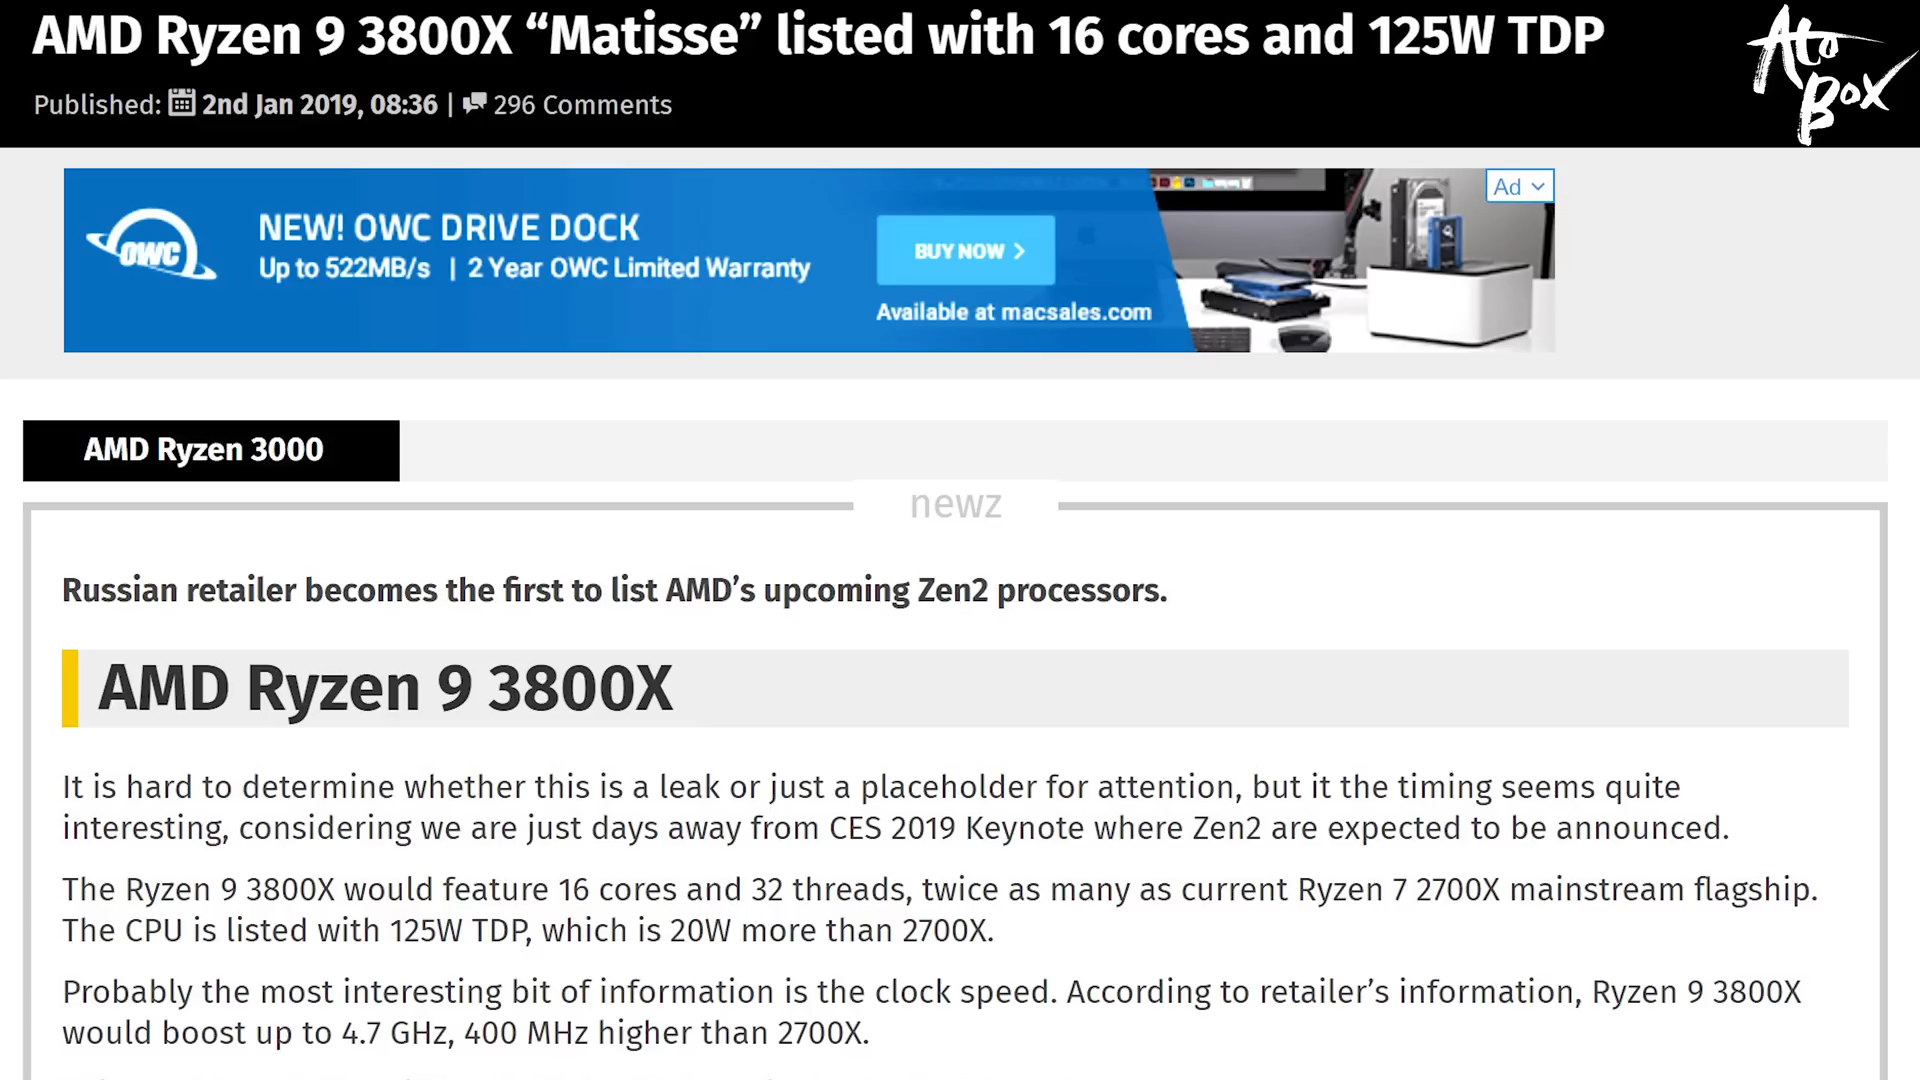 AMD Ryzen 9 3800X “Matisse” listed with 16 cores and 125W TDP
Published: 2nd Jan 2019, 08:36 | 296 Comments
Ato
Box
Ad
NEW! OWC DRIVE DOCK
OWC
Up to 522MB/s | 2 Year OWC Limited Warranty
BUY NOW >
Available at macsales.com
AMD Ryzen 3000
newz
Russian retailer becomes the first to list AMD’s upcoming Zen2 processors.
AMD Ryzen 9 3800X
It is hard to determine whether this is a leak or just a placeholder for attention, but it the timing seems quite
interesting, considering we are just days away from CES 2019 Keynote where Zen2 are expected to be announced.
The Ryzen 9 3800X would feature 16 cores and 32 threads, twice as many as current Ryzen 7 2700X mainstream flagship.
The CPU is listed with 125W TDP, which is 20W more than 2700X.
Probably the most interesting bit of information is the clock speed. According to retailer’s information, Ryzen 9 3800X
would boost up to 4.7 GHz, 400 MHz higher than 2700X.